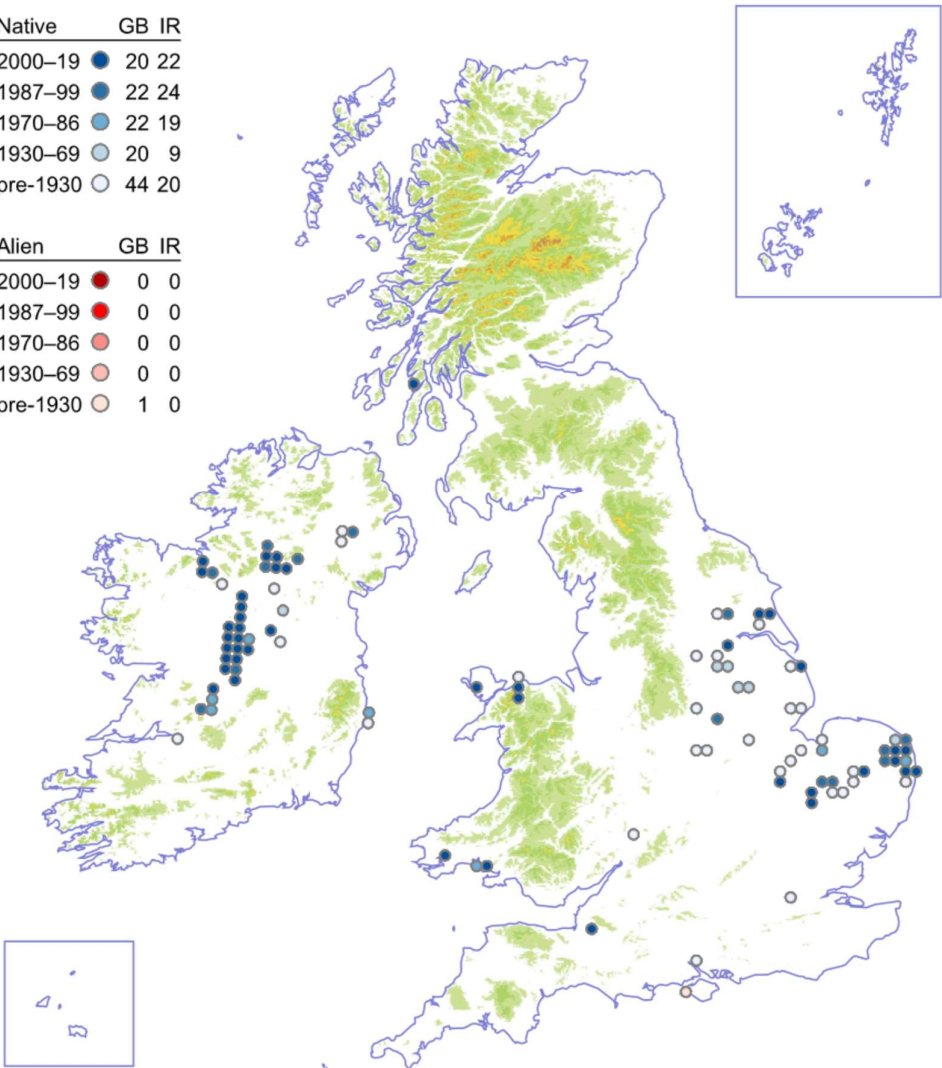 Native GB IR
2000–19 20 22
1987–99 22 24
1970–86 22 19
1930–69 20 9
pre-1930 44 20
Alien GB IR
2000–19 0 0
1987–99 0 0
1970–86 0 0
1930–69 0 0
pre-1930 1 0